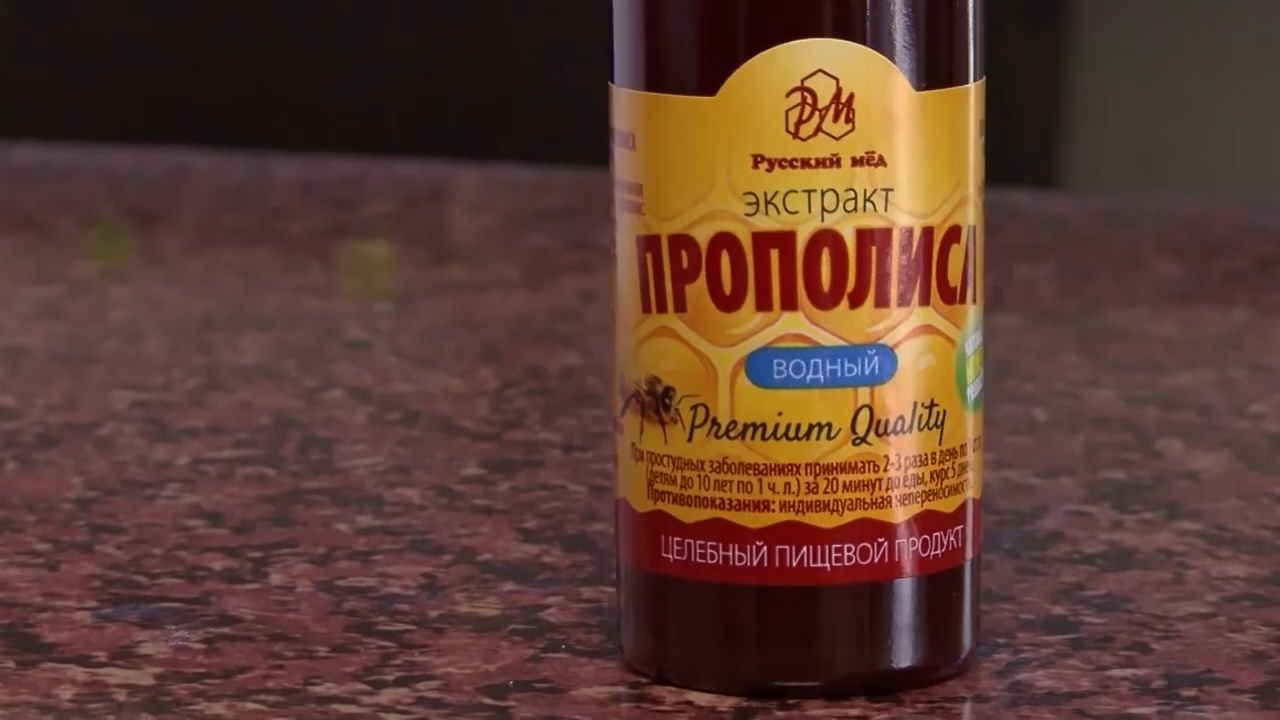 РМ
Русский мёд
экстракт
ПРОПОЛИСА
ВОДНЫЙ
Premium Quality
При простудных заболеваниях принимать 2-3 раза в день по
(детям до 10 лет по 1 ч. л.) за 20 минут до еды, курс 5
Противопоказания: индивидуальная непереносимость
ЦЕЛЕБНЫЙ ПИЩЕВОЙ ПРОДУКТ